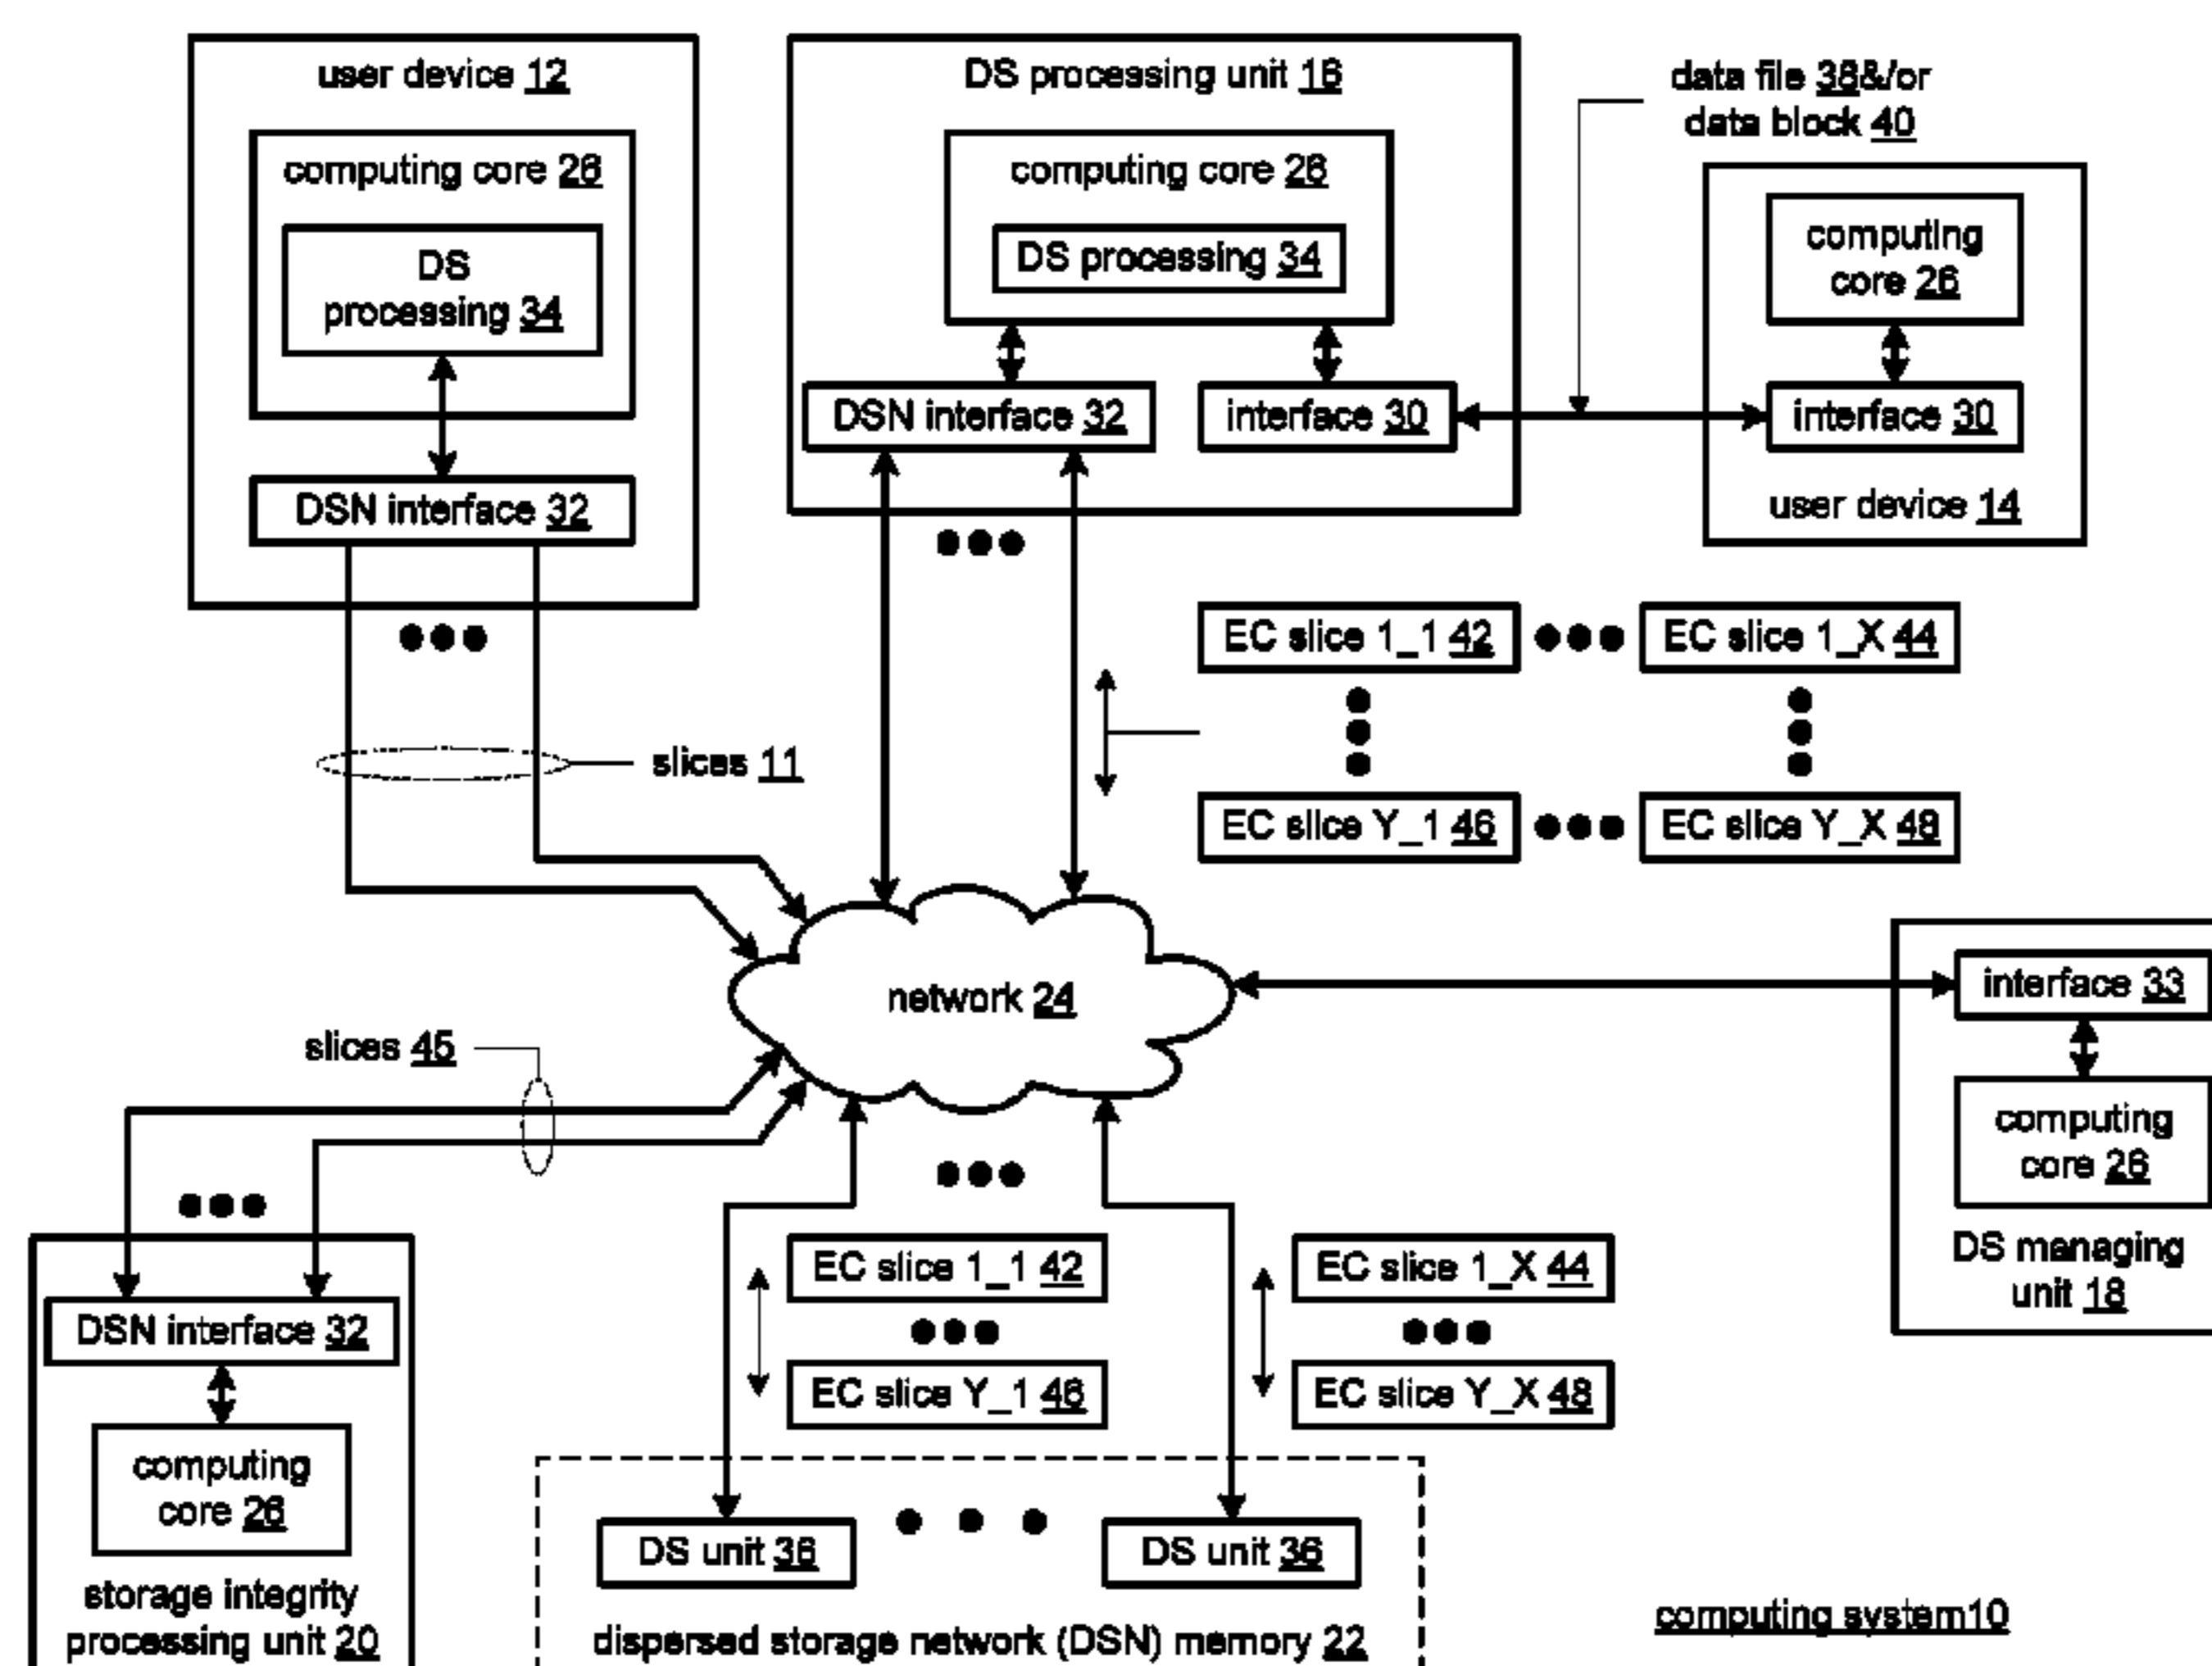 user device 12
computing core 26
DS
processing 34
DSN interface 32
DS processing unit 16
computing core 26
DS processing 34
DSN interface 32
interface 30
data file 38&/or
data block 40
computing
core 26
interface 30
user device 14
slices 11
EC slice 1_1 42
EC slice 1_X 44
EC slice Y_1 46
EC slice Y_X 48
network 24
interface 33
computing
core 26
DS managing
unit 18
slices 45
DSN interface 32
computing
core 26
storage integrity
processing unit 20
EC slice 1_1 42
EC slice 1_X 44
EC slice Y_1 46
EC slice Y_X 48
DS unit 36
DS unit 36
dispersed storage network (DSN) memory 22
computing system10